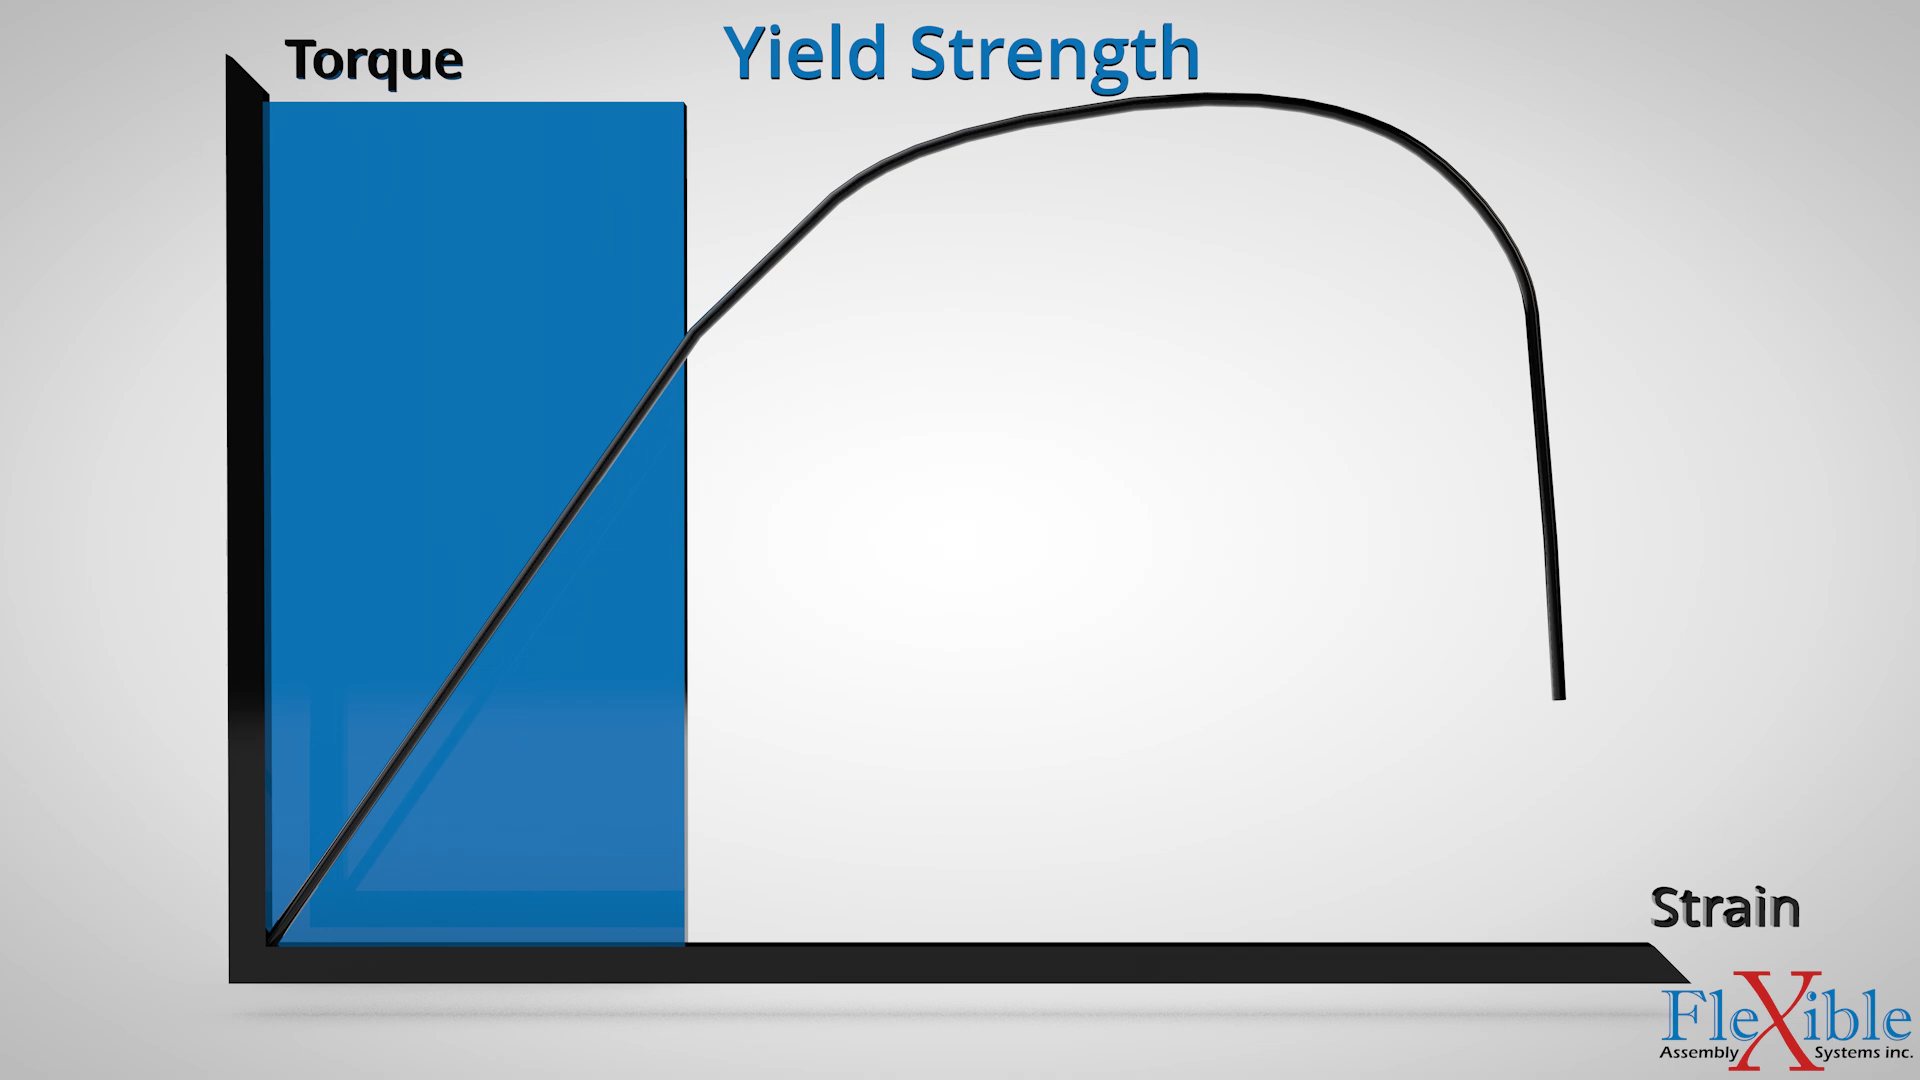 Torque
Yield Strength
Strain
FleXible
Assembly Systems inc.